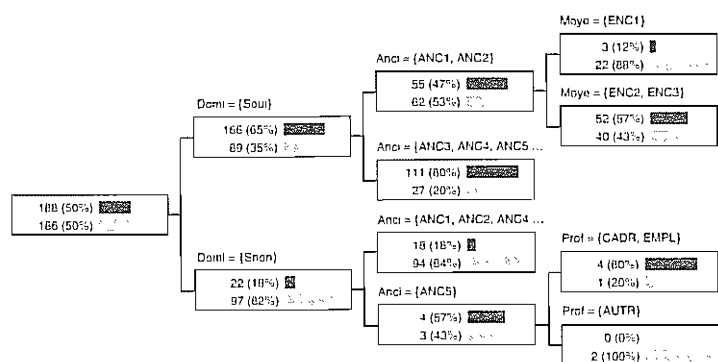 Moye = {ENC1}
3 (12%)
22 (88%)
Anci = {ANC1, ANC2}
55 (47%)
62 (53%)
Moye = {ENC2, ENC3}
52 (57%)
40 (43%)
Domi = {Soui}
166 (65%)
89 (35%)
Anci = {ANC3, ANC4, ANC5 ...
111 (80%)
27 (20%)
188 (50%)
186 (50%)
Anci = {ANC1, ANC2, ANC4 ...
18 (16%)
94 (84%)
Domi = {Snon}
22 (18%)
97 (82%)
Prof = {CADR, EMPL}
4 (80%)
1 (20%)
Anci = {ANC5}
4 (57%)
3 (43%)
Prof = {AUTR}
0 (0%)
2 (100%)